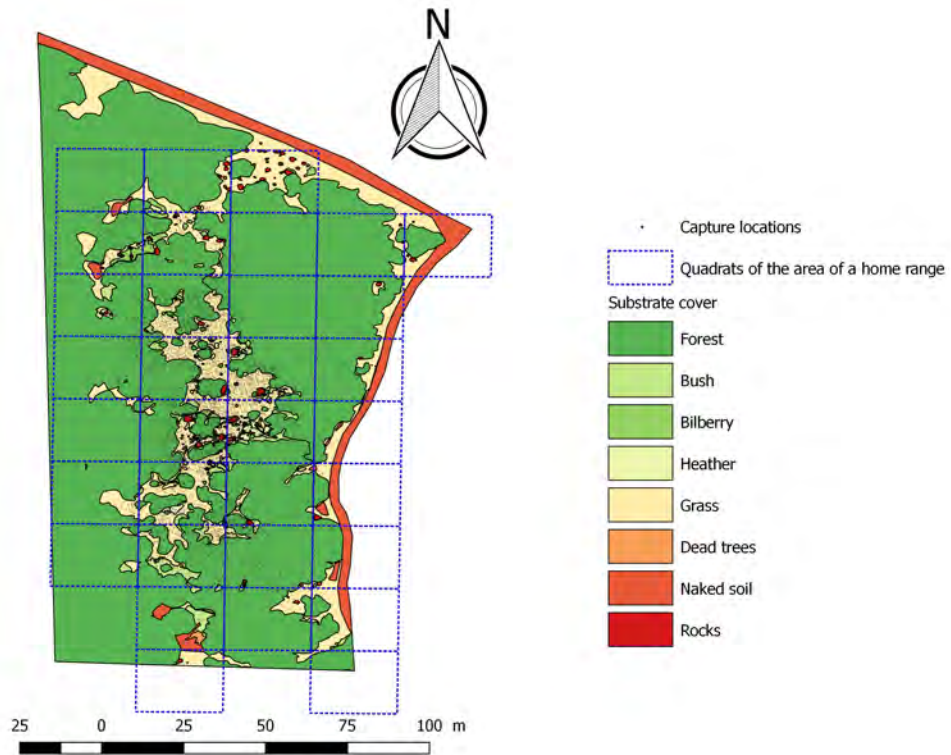 N
Capture locations
Quadrats of the area of a home range
Substrate cover
Forest
Bush
Bilberry
Heather
Grass
Dead trees
Naked soil
Rocks
25 0 25 50 75 100 m